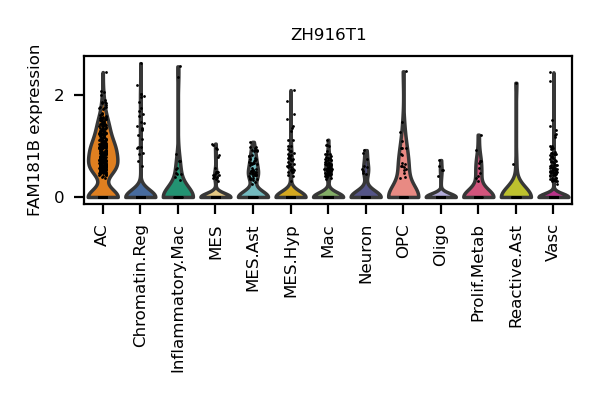 ZH916T1
FAM181B expression
2
0
AC
Chromatin.Reg
Inflammatory.Mac
MES
MES.Ast
MES.Hyp
Mac
Neuron
OPC
Oligo
Prolif.Metab
Reactive.Ast
Vasc